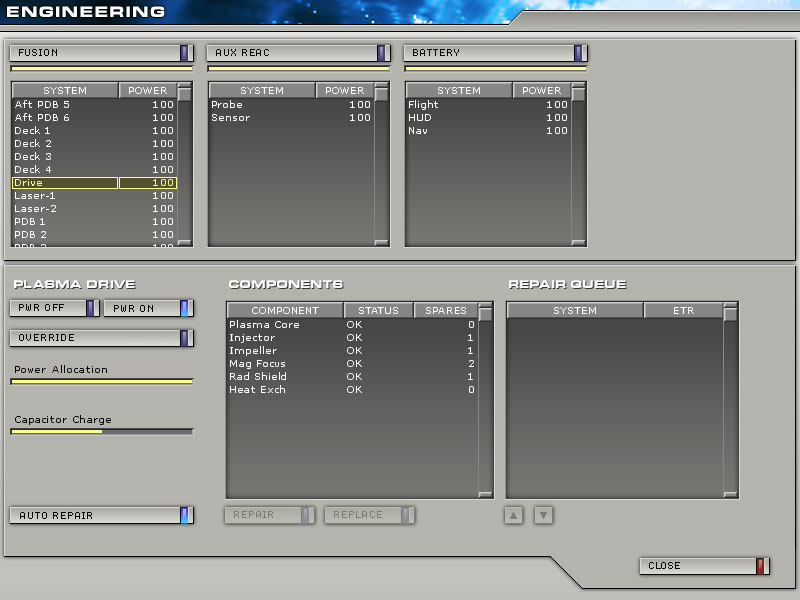 ENGINEERING
FUSION
AUX REAC
BATTERY
SYSTEM POWER
Aft PDB 5 100
Aft PDB 6 100
Deck 1 100
Deck 2 100
Deck 3 100
Deck 4 100
Drive 100
Laser-1 100
Laser-2 100
PDB 1 100
PDB 2 100
PDB 3 100
SYSTEM POWER
Probe 100
Sensor 100
SYSTEM POWER
Flight 100
HUD 100
Nav 100
PLASMA DRIVE
PWR OFF PWR ON
OVERRIDE
Power Allocation
Capacitor Charge
AUTO REPAIR
COMPONENTS
COMPONENT STATUS SPARES
Plasma Core OK 0
Injector OK 1
Impeller OK 1
Mag Focus OK 2
Rad Shield OK 1
Heat Exch OK 0
REPAIR REPLACE
REPAIR QUEUE
SYSTEM ETR
CLOSE